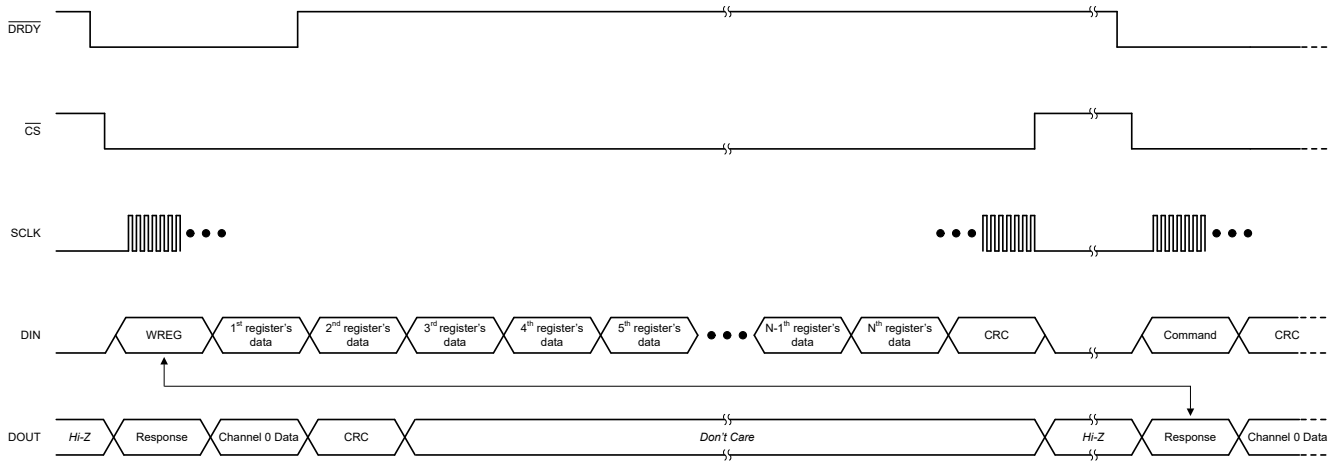 DRDY
CS
SCLK
DIN
WREG
1st register's
data
2nd register's
data
3rd register's
data
4th register's
data
5th register's
data
N-1th register's
data
Nth register's
data
CRC
Command
CRC
DOUT
Hi-Z
Response
Channel 0 Data
CRC
Don't Care
Hi-Z
Response
Channel 0 Data